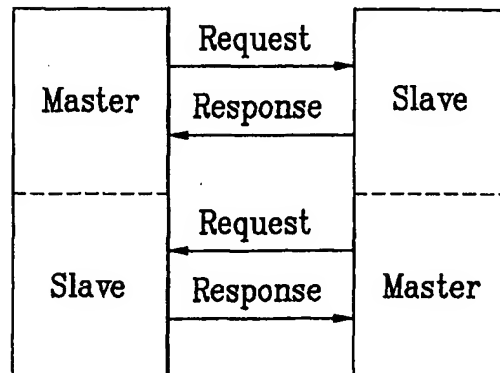 Request
Master
Response
Slave
Request
Slave
Response
Master